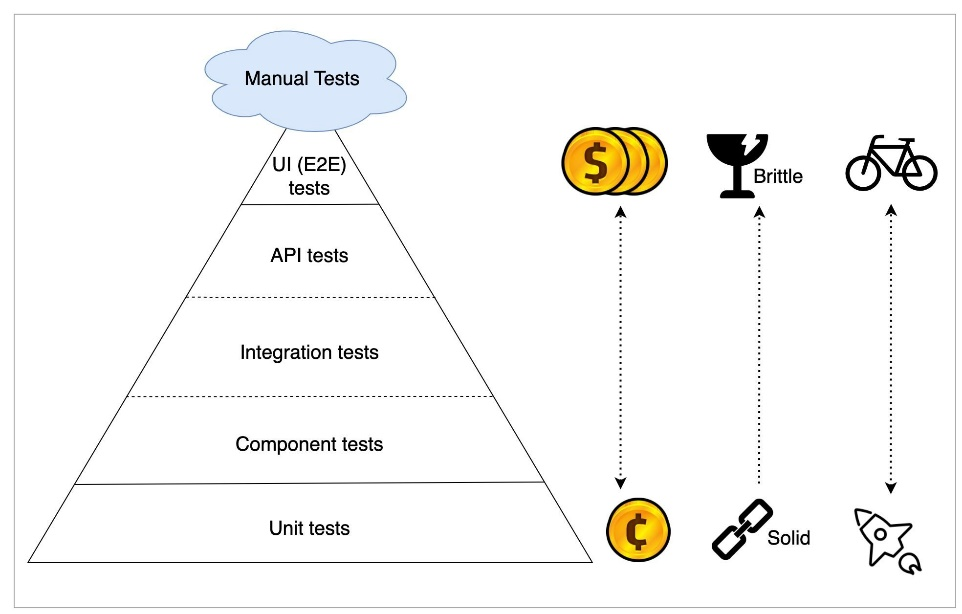 Manual Tests
UI (E2E)
tests
API tests
Integration tests
Component tests
Unit tests
$
Brittle
¢
Solid